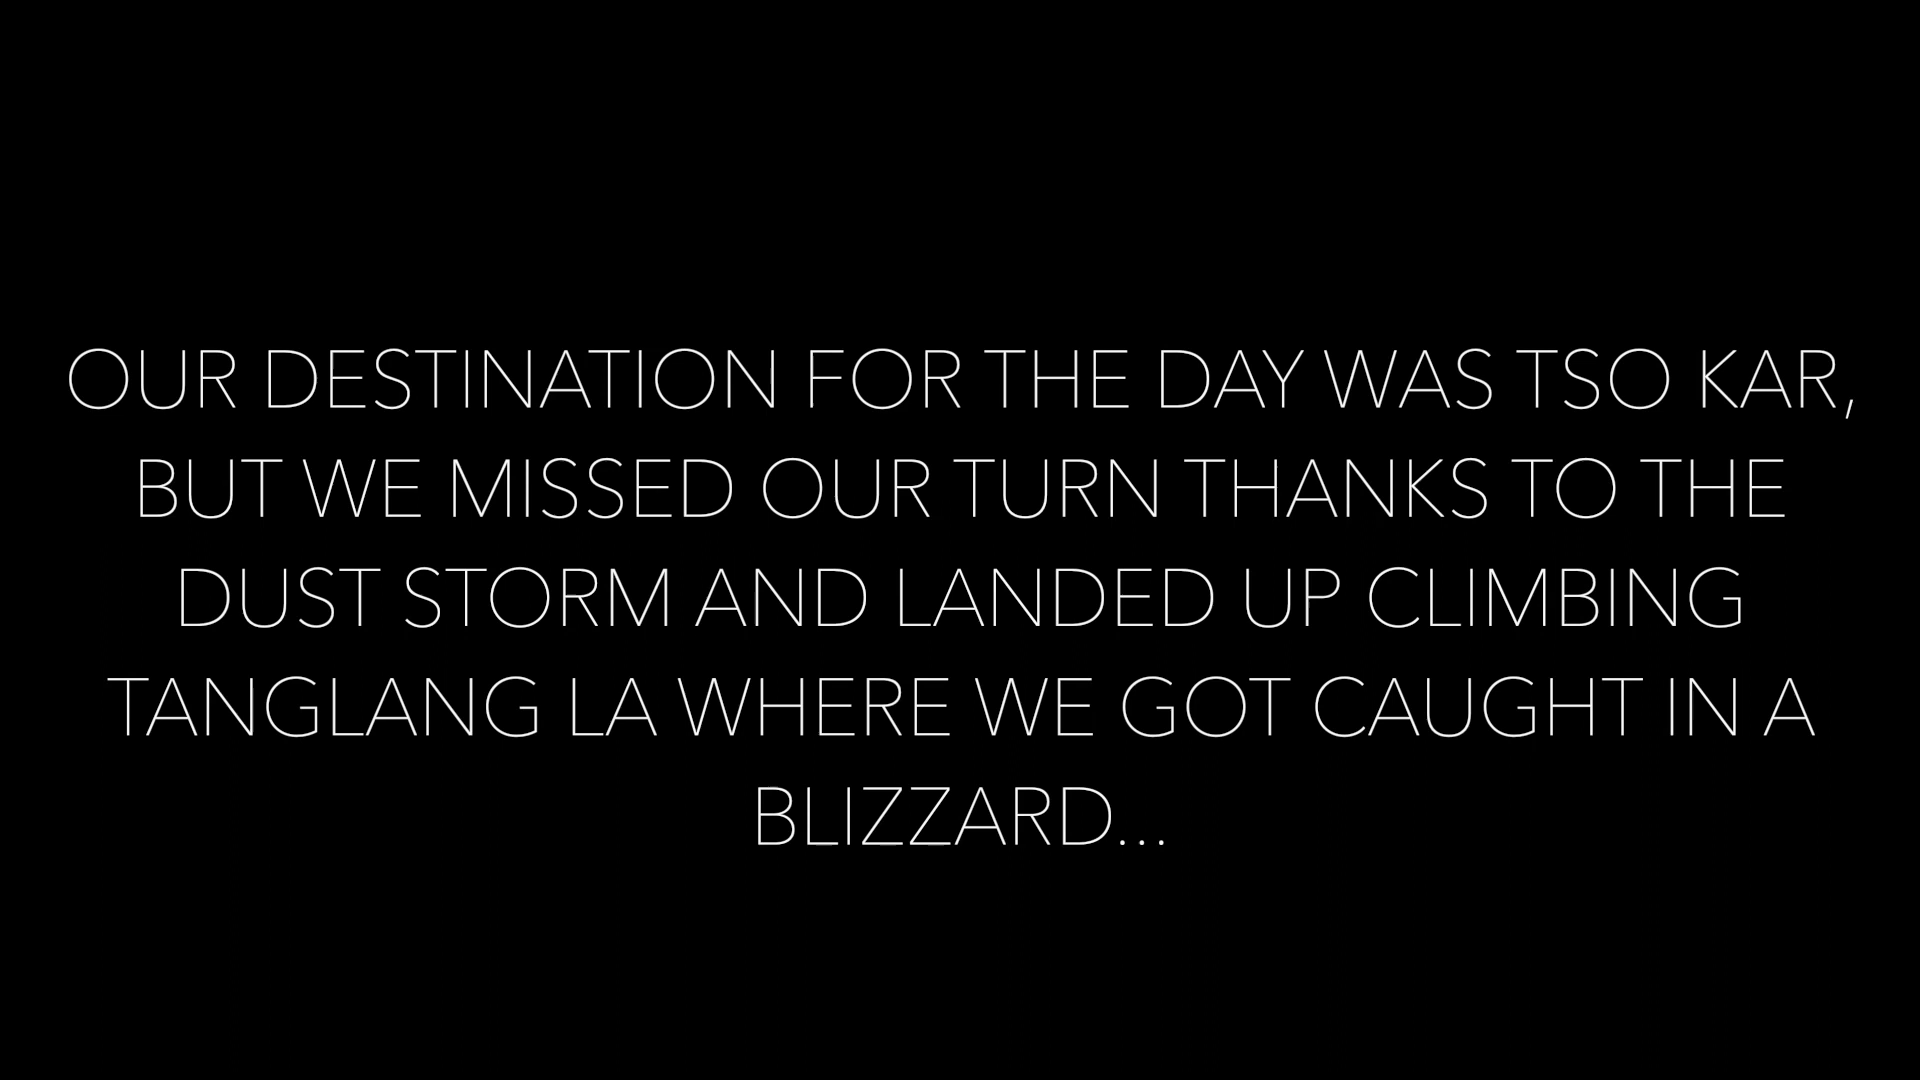 OUR DESTINATION FOR THE DAY WAS TSO KAR,
BUT WE MISSED OUR TURN THANKS TO THE
DUST STORM AND LANDED UP CLIMBING
TANGLANG LA WHERE WE GOT CAUGHT IN A
BLIZZARD...